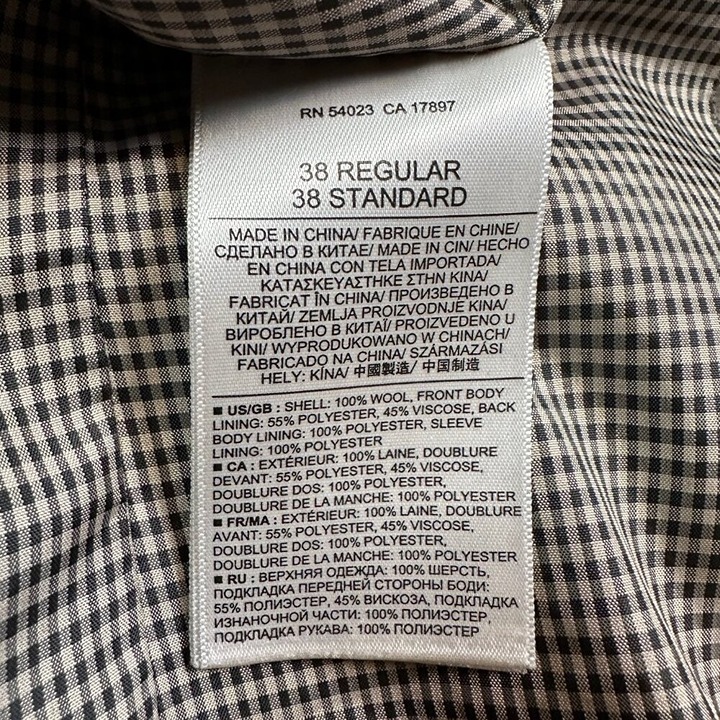 RN 54023 CA 17897
38 REGULAR
38 STANDARD
MADE IN CHINA/ FABRIQUE EN CHINE/
СДЕЛАНО В КИТАЕ/ MADE IN CIN/ HECHO
EN CHINA CON TELA IMPORTADA/
ΚΑΤΑΣΚΕΥΑΣΤΗΚΕ ΣΤΗΝ ΚΙΝΑ/
FABRICAT ÎN CHINA/ ПРОИЗВЕДЕНО В
КИТАЙ/ ZEMLJA PROIZVODNJE KINA/
ВИРОБЛЕНО В КИТАЇ/ PROIZVEDENO U
KINI/ WYPRODUKOWANO W CHINACH/
FABRICADO NA CHINA/ SZÁRMAZÁSI
HELY: KÍNA/ 中國製造/ 中国制造
■ US/GB : SHELL: 100% WOOL, FRONT BODY
LINING: 55% POLYESTER, 45% VISCOSE, BACK
BODY LINING: 100% POLYESTER, SLEEVE
LINING: 100% POLYESTER
■ CA : EXTÉRIEUR: 100% LAINE, DOUBLURE
DEVANT: 55% POLYESTER, 45% VISCOSE,
DOUBLURE DOS: 100% POLYESTER,
DOUBLURE DE LA MANCHE: 100% POLYESTER
■ FR/MA : EXTÉRIEUR: 100% LAINE, DOUBLURE
AVANT: 55% POLYESTER, 45% VISCOSE,
DOUBLURE DOS: 100% POLYESTER,
DOUBLURE DE LA MANCHE: 100% POLYESTER
■ RU : ВЕРХНЯЯ ОДЕЖДА: 100% ШЕРСТЬ,
ПОДКЛАДКА ПЕРЕДНЕЙ СТОРОНЫ БОДИ:
55% ПОЛИЭСТЕР, 45% ВИСКОЗА, ПОДКЛАДКА
ИЗНАНОЧНОЙ ЧАСТИ: 100% ПОЛИЭСТЕР,
ПОДКЛАДКА РУКАВА: 100% ПОЛИЭСТЕР